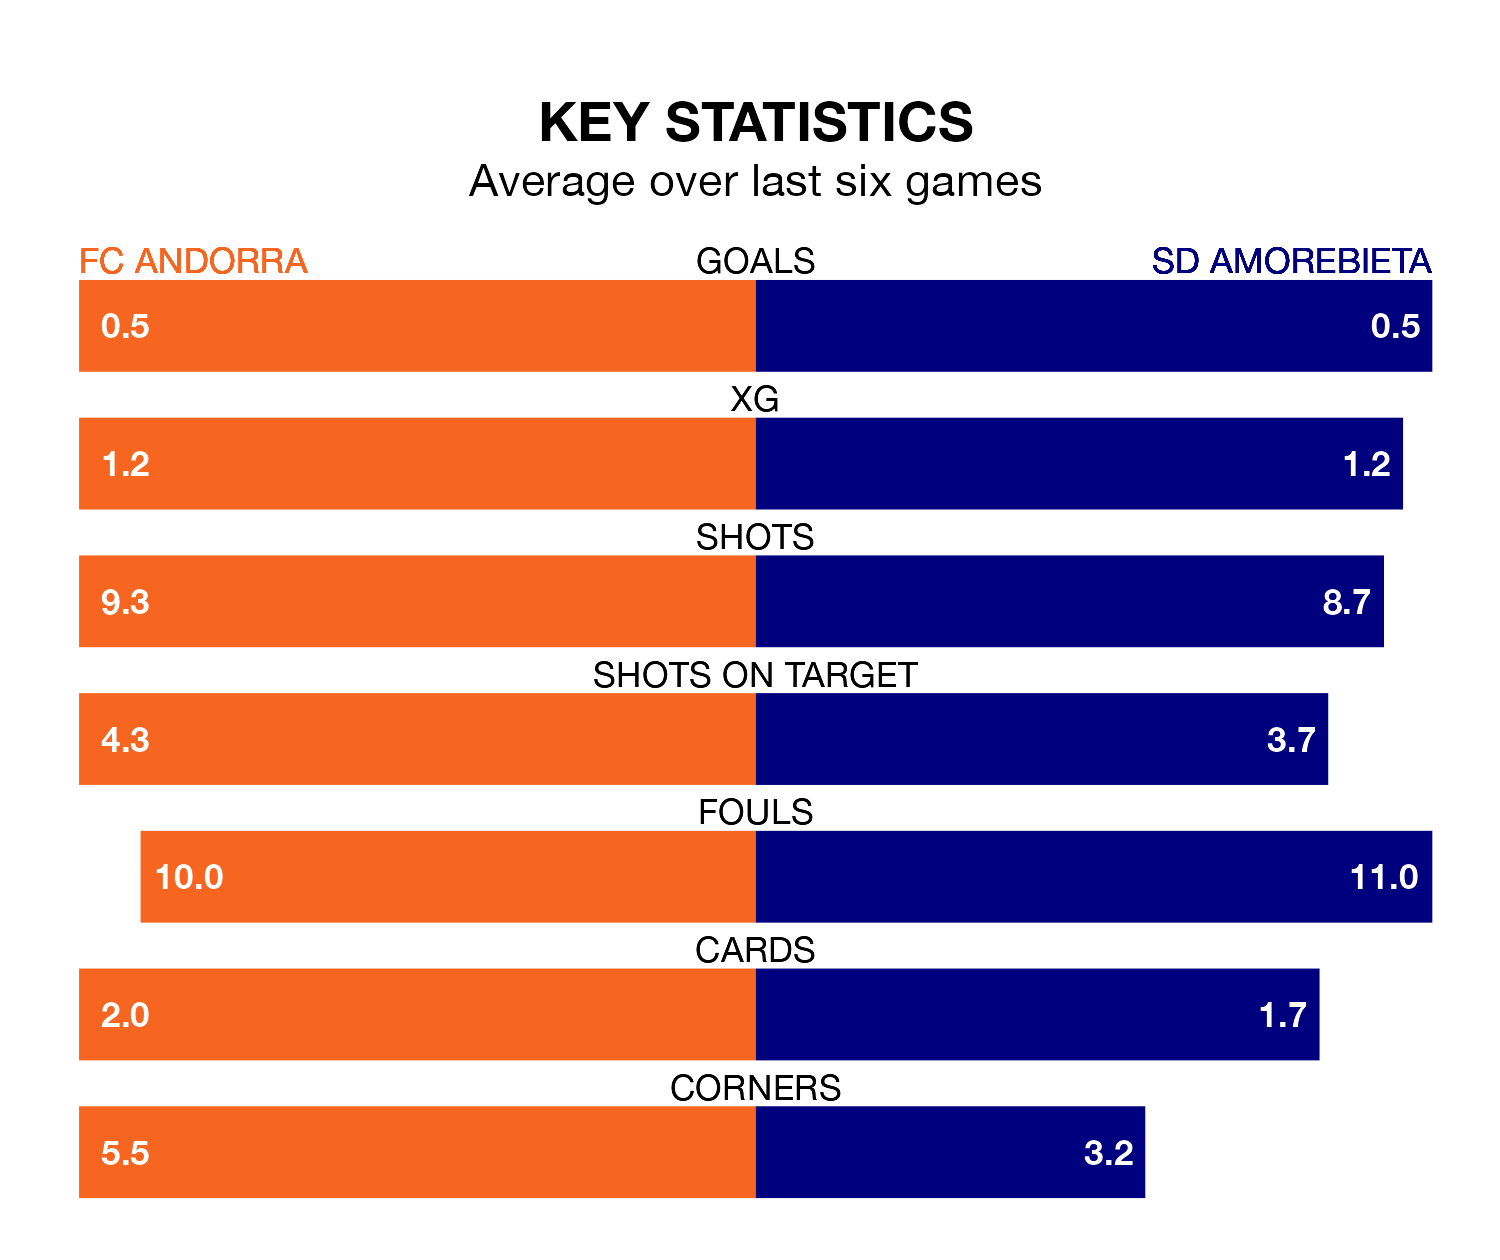 KEY STATISTICS
Average over last six games
FC ANDORRA GOALS SD AMOREBIETA
0.5 0.5
XG
1.2 1.2
SHOTS
9.3 8.7
SHOTS ON TARGET
4.3 3.7
FOULS
10.0 11.0
CARDS
2.0 1.7
CORNERS
5.5 3.2